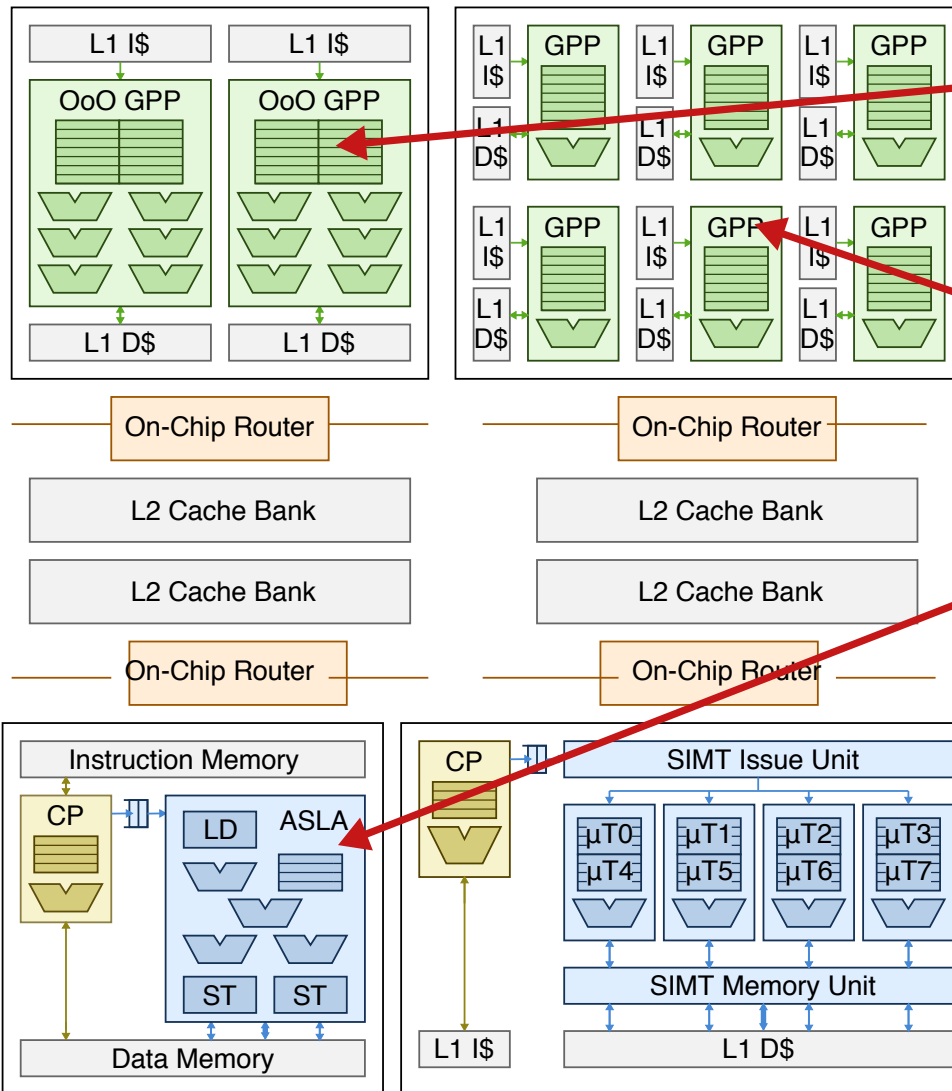 L1 I$
L1 I$
OoO GPP
OoO GPP
L1 D$
L1 D$
L1
I$
GPP
L1
D$
L1
I$
GPP
L1
D$
L1
I$
GPP
L1
D$
L1
I$
GPP
L1
D$
L1
I$
GPP
L1
D$
L1
I$
GPP
L1
D$
On-Chip Router
On-Chip Router
L2 Cache Bank
L2 Cache Bank
L2 Cache Bank
L2 Cache Bank
On-Chip Router
On-Chip Router
Instruction Memory
CP
LD
ASLA
ST
ST
Data Memory
CP
SIMT Issue Unit
µT0
µT1
µT2
µT3
µT4
µT5
µT6
µT7
SIMT Memory Unit
L1 I$
L1 D$